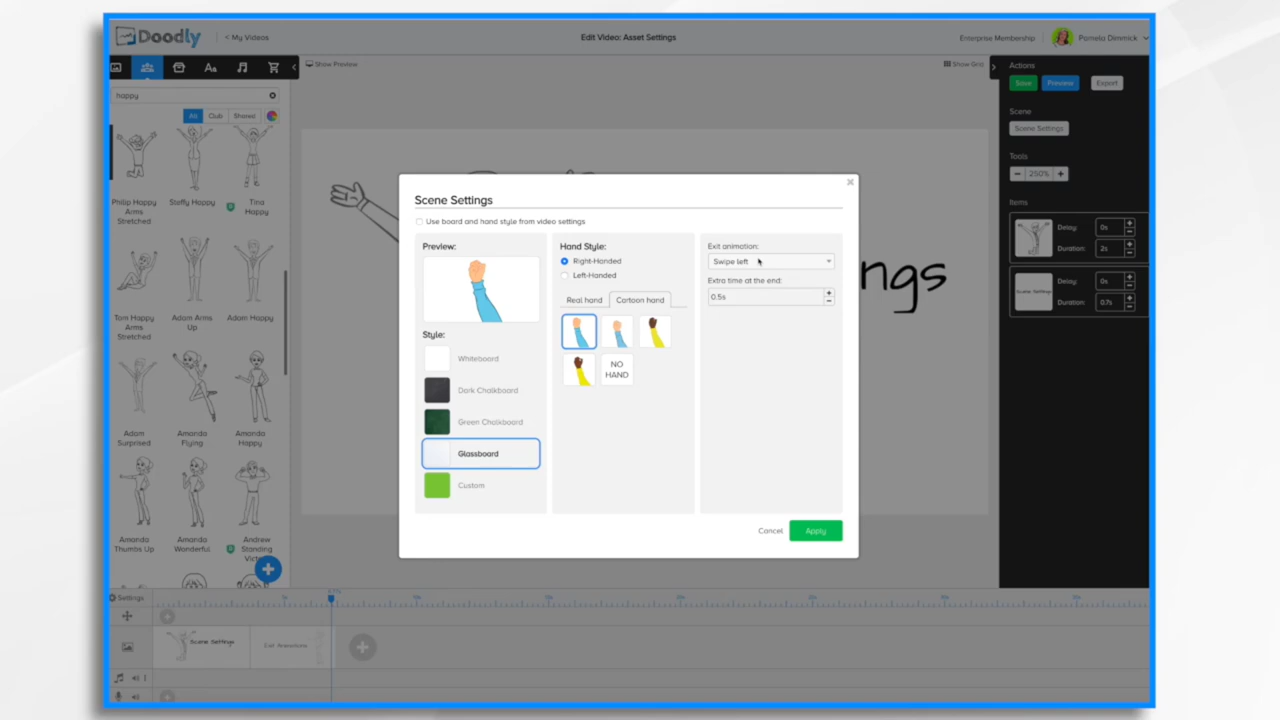 Doodly
< My Videos
Edit Video: Asset Settings
Enterprise Membership
Pamela Dimmick
Show Preview
Show Grid
happy
All
Club
Shared
Philip Happy Arms Stretched
Steffy Happy
Tina Happy
Tom Happy Arms Stretched
Adam Arms Up
Adam Happy
Adam Surprised
Amanda Flying
Amanda Happy
Amanda Thumbs Up
Amanda Wonderful
Andrew Standing
Scene Settings
Use board and hand style from video settings
Preview:
Style:
Whiteboard
Dark Chalkboard
Green Chalkboard
Glassboard
Custom
Hand Style:
Right-Handed
Left-Handed
Real hand
Cartoon hand
NO HAND
Exit animation:
Swipe left
Extra time at the end:
0.5s
Cancel
Apply
ngs
Actions
Save
Preview
Export
Scene
Scene Settings
Tools
250%
Items
Delay
0s
Duration:
2s
Scene Settings
Delay:
0s
Duration:
0.7s
Settings
Scene Settings
Exit Animations